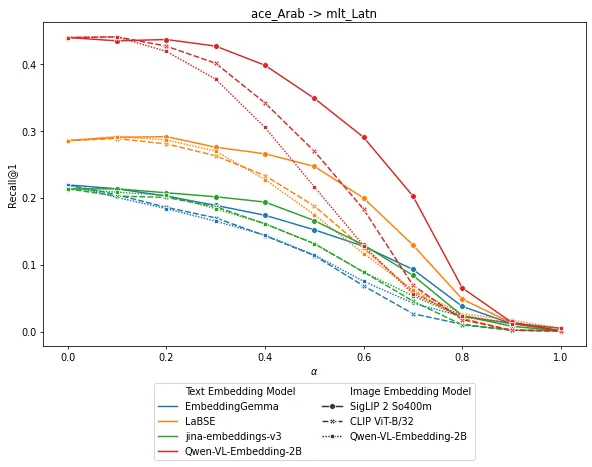 ace_Arab -> mlt_Latn
Recall@1
0.4
0.3
0.2
0.1
0.0
0.0 0.2 0.4 0.6 0.8 1.0
α
Text Embedding Model Image Embedding Model
EmbeddingGemma SigLIP 2 So400m
LaBSE CLIP ViT-B/32
jina-embeddings-v3 Qwen-VL-Embedding-2B
Qwen-VL-Embedding-2B